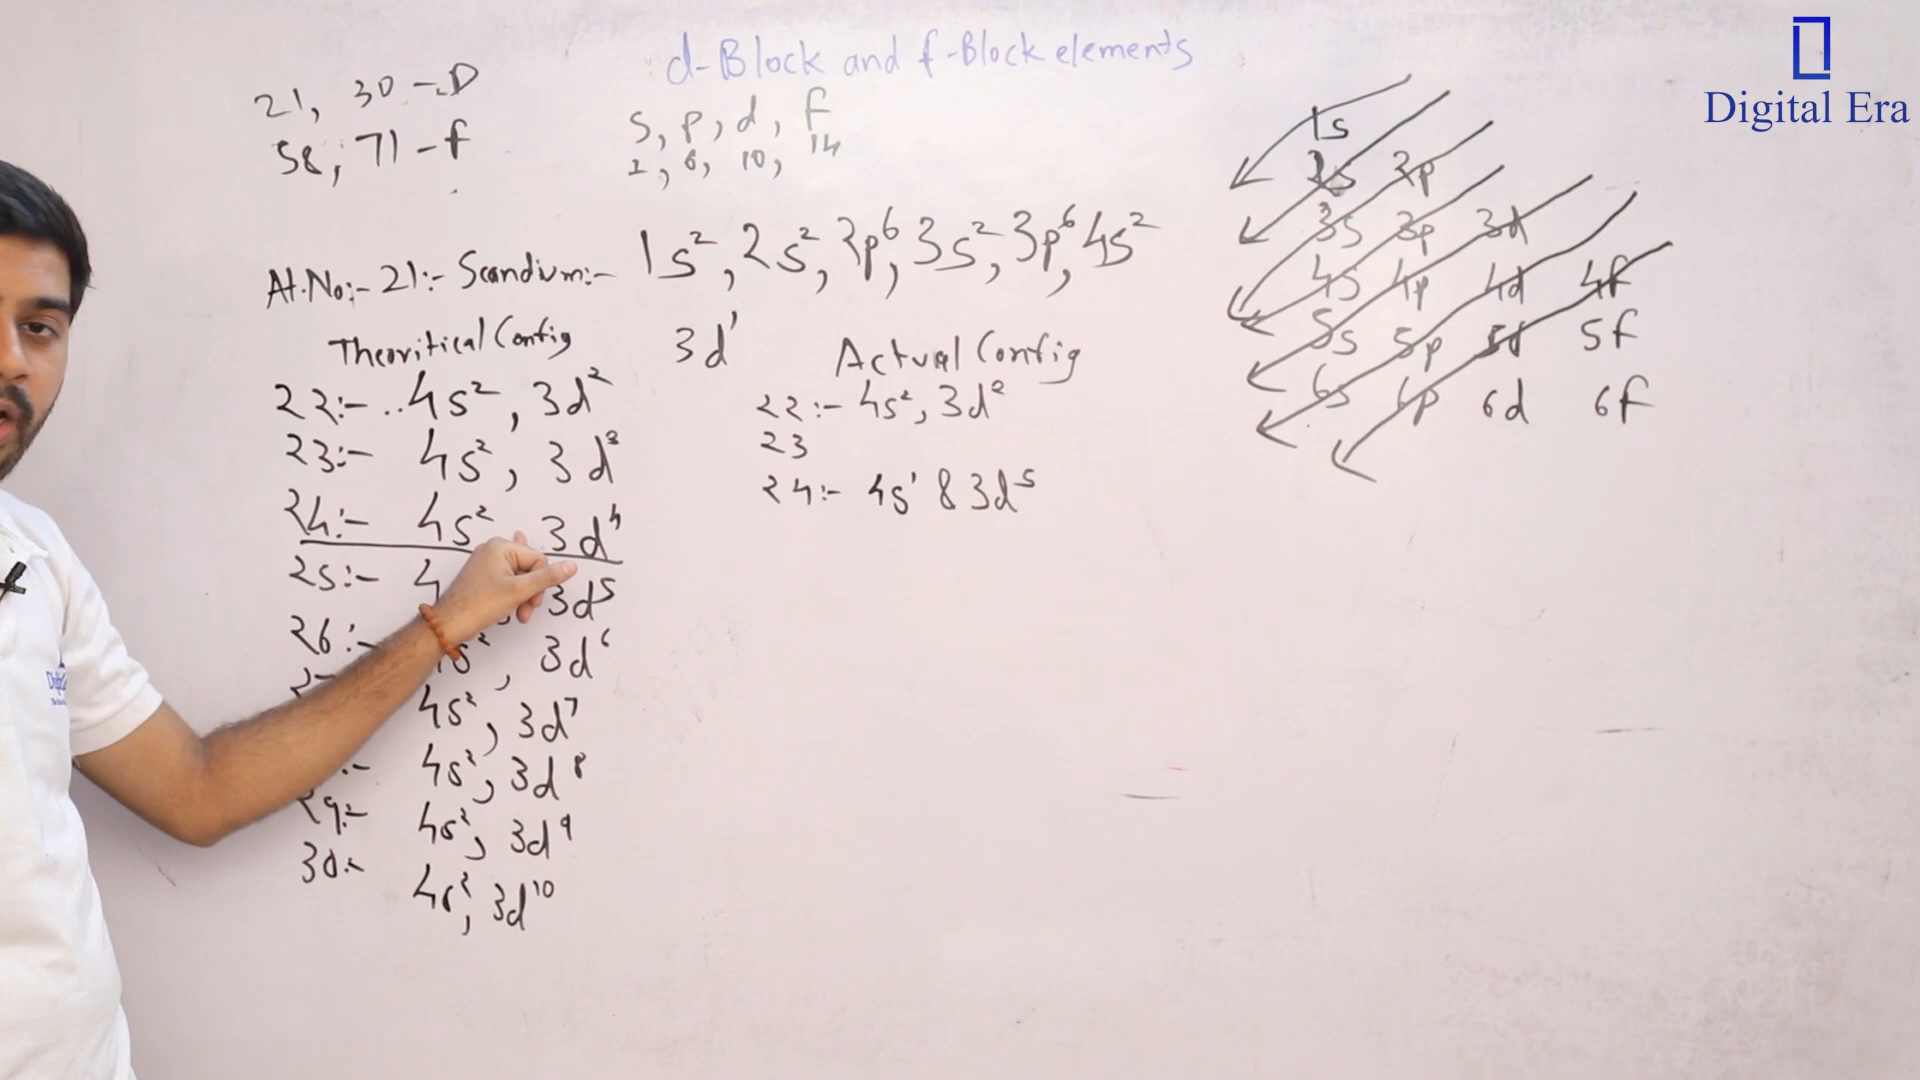 d-Block and f-Block elements
21, 30 - D
58, 71 - f
s, p, d, f
2, 6, 10, 14
At.No:- 21:- Scandium:- 1s², 2s², 2p⁶, 3s², 3p⁶, 4s²
3d¹
Theoritical Config
22:- ..4s², 3d²
23:- 4s², 3d³
24:- 4s² 3d⁴
25:- 4 3d⁵
26:- s², 3d⁶
4s², 3d⁷
:- 4s², 3d⁸
29:- 4s², 3d⁹
30:- 4s², 3d¹⁰
Actual Config
22:- 4s², 3d²
23
24:- 4s¹ & 3d⁵
1s
2s 2p
3s 3p 3d
4s 4p 4d 4f
5s 5p 5d 5f
6s 6p 6d 6f
Digital Era